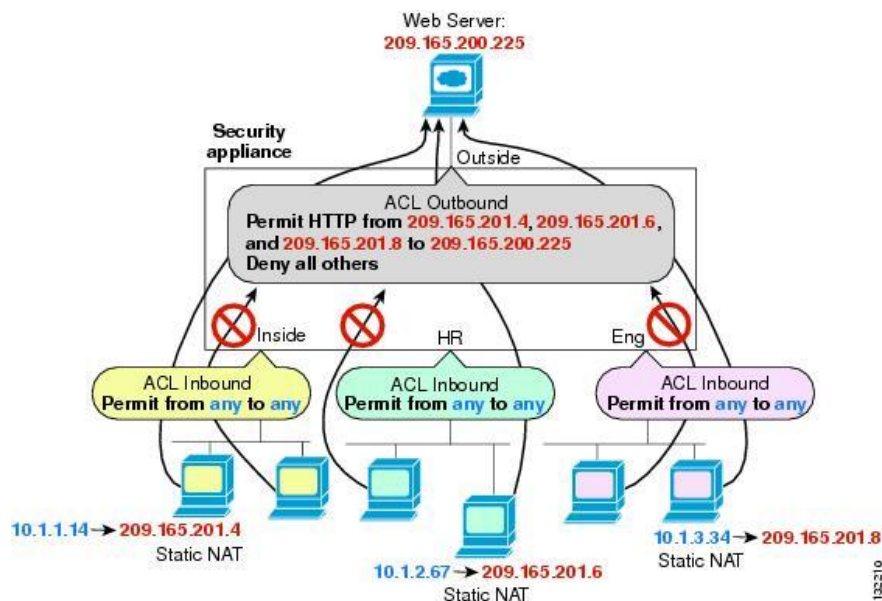 Web Server:
209.165.200.225
Security
appliance
Outside
ACL Outbound
Permit HTTP from 209.165.201.4, 209.165.201.6,
and 209.165.201.8 to 209.165.200.225
Deny all others
Inside
HR
Eng
ACL Inbound
Permit from any to any
ACL Inbound
Permit from any to any
ACL Inbound
Permit from any to any
10.1.1.14 → 209.165.201.4
Static NAT
10.1.2.67 → 209.165.201.6
Static NAT
10.1.3.34 → 209.165.201.8
Static NAT
132210